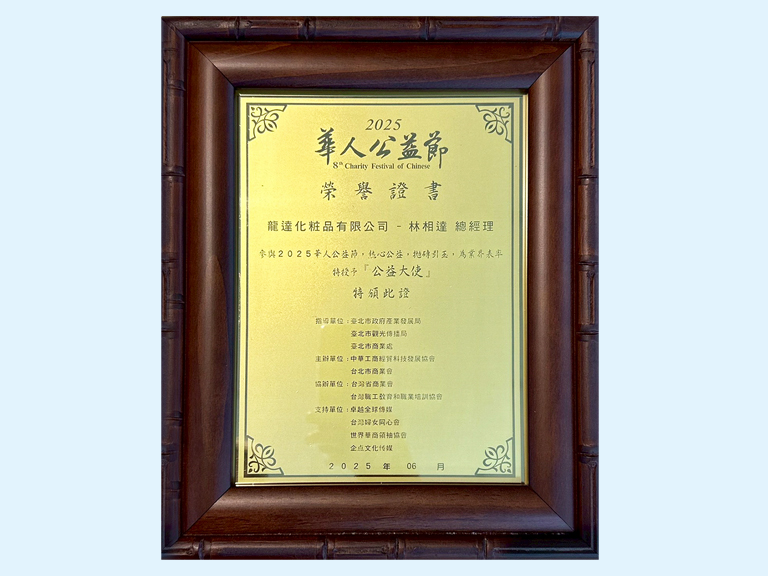 2025
華人公益節
8th Charity Festival of Chinese
榮譽證書
龍達化粧品有限公司 - 林相達 總經理
參與2025華人公益節，熱心公益，拋磚引玉，為業界表率
特授予『公益大使』
特頒此證
指導單位：臺北市政府產業發展局
臺北市觀光傳播局
臺北市商業處
主辦單位：中華工商經貿科技發展協會
台北市商業會
協辦單位：台灣省商業會
台灣職工教育和職業培訓協會
支持單位：卓越全球傳媒
台灣婦女同心會
世界華商領袖協會
企点文化传媒
2025 年 06 月